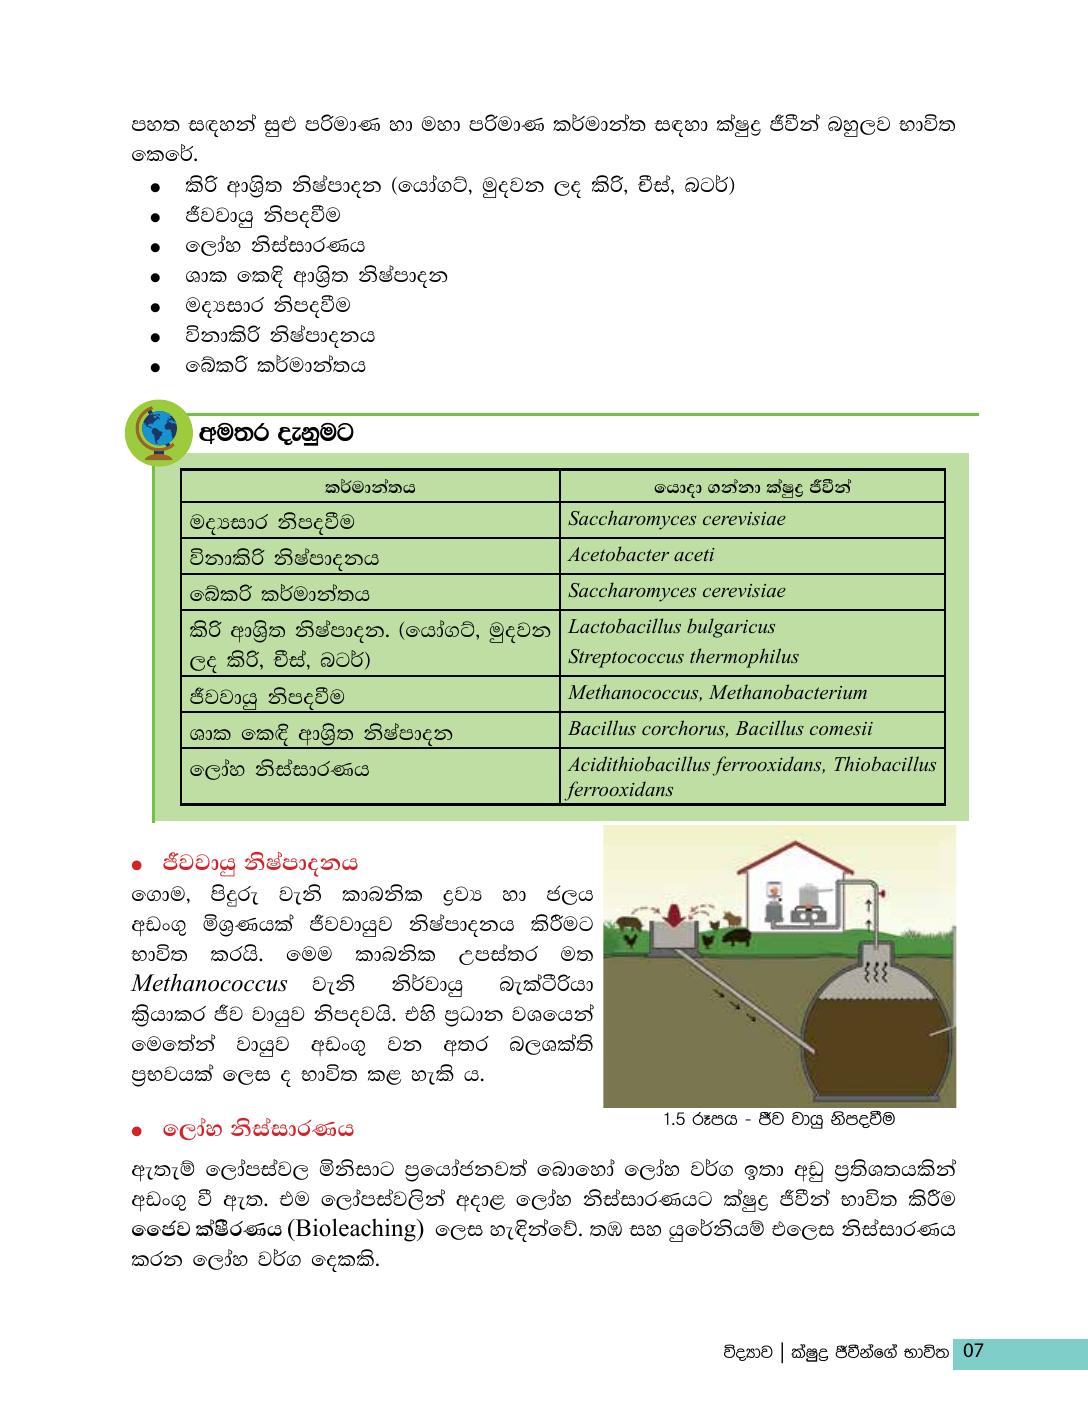 පහත සඳහන් සුළු පරිමාණ හා මහා පරිමාණ කර්මාන්ත සඳහා ක්ෂුද්‍ර ජීවීන් බහුලව භාවිත
කෙරේ.
● කිරි ආශ්‍රිත නිෂ්පාදන (යෝගට්, මුදවන ලද කිරි, චීස්, බටර්)
● ජීවවායු නිපදවීම
● ලෝහ නිස්සාරණය
● ශාක කෙඳි ආශ්‍රිත නිෂ්පාදන
● මද්‍යසාර නිපදවීම
● විනාකිරි නිෂ්පාදනය
● බේකරි කර්මාන්තය
අමතර දැනුමට
කර්මාන්තය යොදා ගන්නා ක්ෂුද්‍ර ජීවීන්
මද්‍යසාර නිපදවීම Saccharomyces cerevisiae
විනාකිරි නිෂ්පාදනය Acetobacter aceti
බේකරි කර්මාන්තය Saccharomyces cerevisiae
කිරි ආශ්‍රිත නිෂ්පාදන. (යෝගට්, මුදවන Lactobacillus bulgaricus
ලද කිරි, චීස්, බටර්) Streptococcus thermophilus
ජීවවායු නිපදවීම Methanococcus, Methanobacterium
ශාක කෙඳි ආශ්‍රිත නිෂ්පාදන Bacillus corchorus, Bacillus comesii
ලෝහ නිස්සාරණය Acidithiobacillus ferrooxidans, Thiobacillus
ferrooxidans
● ජීවවායු නිෂ්පාදනය
ගොම, පිදුරු වැනි කාබනික ද්‍රව්‍ය හා ජලය
අඩංගු මිශ්‍රණයක් ජීවවායුව නිෂ්පාදනය කිරීමට
භාවිත කරයි. මෙම කාබනික උපස්තර මත
Methanococcus වැනි නිර්වායු බැක්ටීරියා
ක්‍රියාකර ජීව වායුව නිපදවයි. එහි ප්‍රධාන වශයෙන්
මෙතේන් වායුව අඩංගු වන අතර බලශක්ති
ප්‍රභවයක් ලෙස ද භාවිත කළ හැකි ය.
1.5 රූපය - ජීව වායු නිපදවීම
● ලෝහ නිස්සාරණය
ඇතැම් ලෝපස්වල මිනිසාට ප්‍රයෝජනවත් බොහෝ ලෝහ වර්ග ඉතා අඩු ප්‍රතිශතයකින්
අඩංගු වී ඇත. එම ලෝපස්වලින් අදාළ ලෝහ නිස්සාරණයට ක්ෂුද්‍ර ජීවීන් භාවිත කිරීම
ජෛව ක්ෂීරණය (Bioleaching) ලෙස හැඳින්වේ. තඹ සහ යුරේනියම් එලෙස නිස්සාරණය
කරන ලෝහ වර්ග දෙකකි.
විද්‍යාව | ක්ෂුද්‍ර ජීවීන්ගේ භාවිත 07